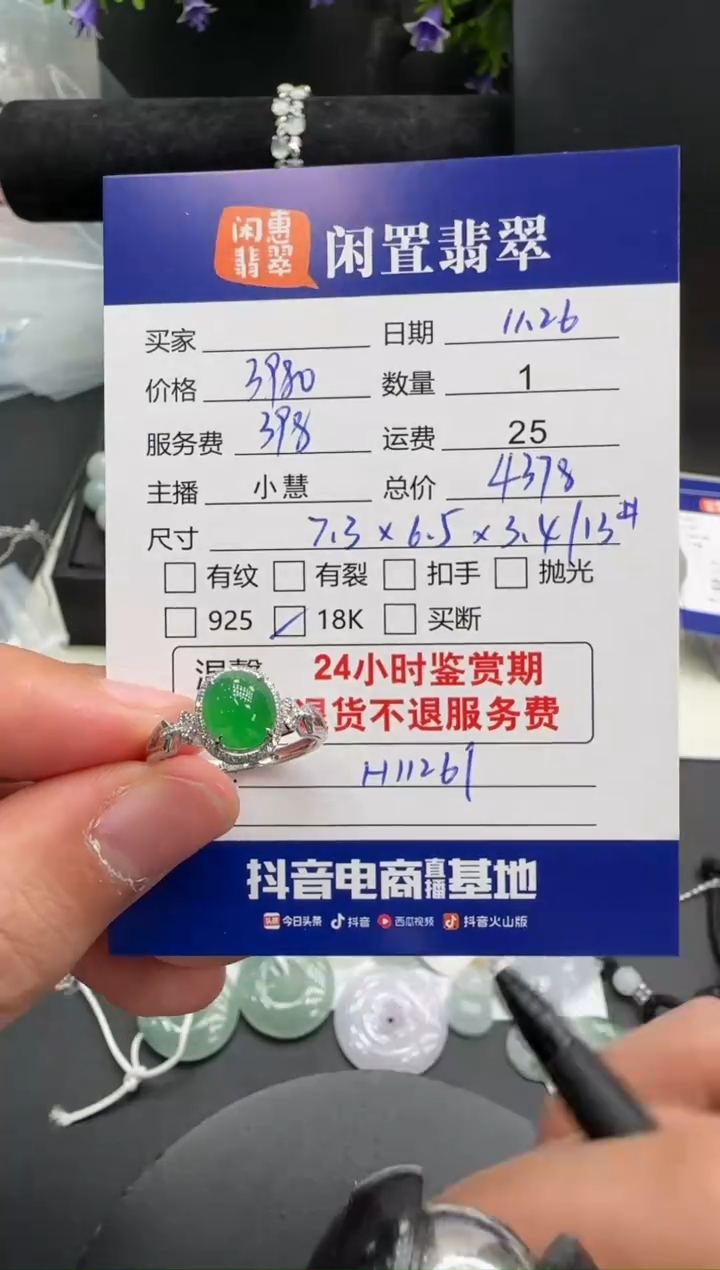 闲惠翡翠 闲置翡翠
买家 日期 11.26
价格 3980 数量 1
服务费 398 运费 25
主播 小慧 总价 4378
尺寸 7.3×6.5×3.4/13#
有纹 有裂 扣手 抛光
925 18K 买断
温馨 24小时鉴赏期
退货不退服务费
H11261
抖音电商直播基地
头条 今日头条 抖音 西瓜视频 抖音火山版